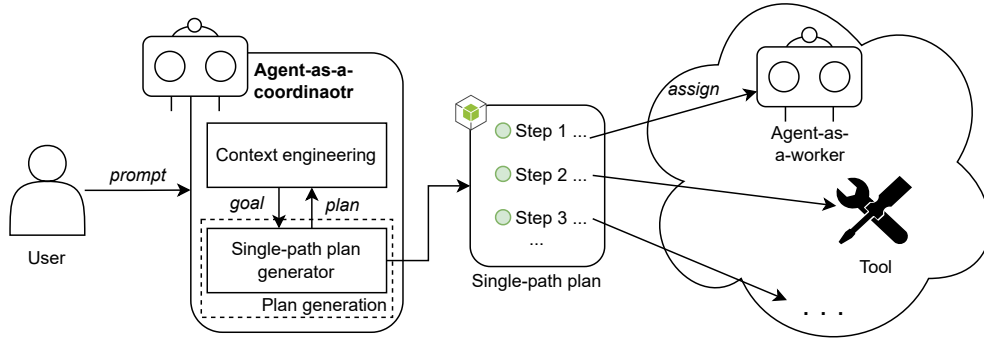 Agent-as-a-
coordinaotr
Context engineering
goal
plan
Single-path plan
generator
Plan generation
prompt
User
Step 1 ...
Step 2 ...
Step 3 ...
...
Single-path plan
assign
Agent-as-
a-worker
Tool
. . .